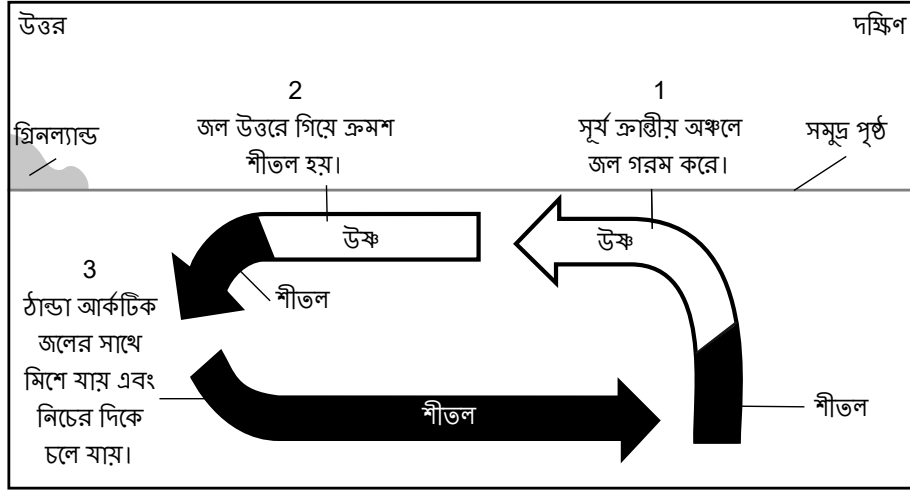 উত্তর
দক্ষিণ
2
জল উত্তরে গিয়ে ক্রমশ
শীতল হয়।
1
সূর্য ক্রান্তীয় অঞ্চলে
জল গরম করে।
গ্রিনল্যান্ড
সমুদ্র পৃষ্ঠ
উষ্ণ
উষ্ণ
শীতল
3
ঠান্ডা আর্কটিক
জলের সাথে
মিশে যায় এবং
নিচের দিকে
চলে যায়।
শীতল
শীতল